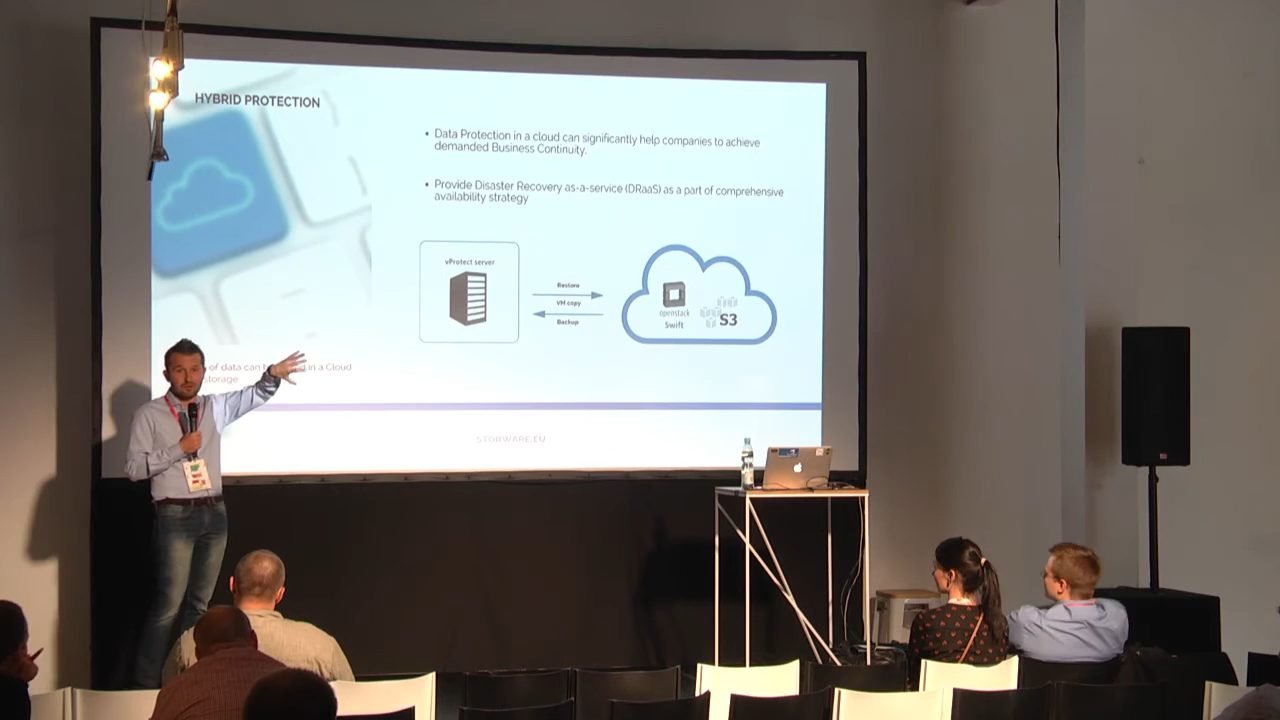 HYBRID PROTECTION
• Data Protection in a cloud can significantly help companies to achieve
demanded Business Continuity.
• Provide Disaster Recovery as-a-service (DRaaS) as a part of comprehensive
availability strategy
vProtect server
Restore
VM copy
Backup
openstack
Swift
S3
of data can in a Cloud
storage
STORWARE.EU